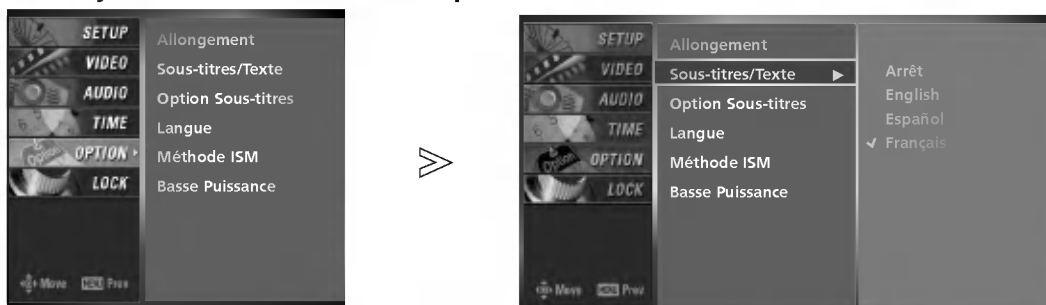 SETUP
VIDEO
AUDIO
TIME
OPTION
LOCK
Move MENU Prev
Allongement
Sous-titres/Texte
Option Sous-titres
Langue
Méthode ISM
Basse Puissance
SETUP
VIDEO
AUDIO
TIME
OPTION
LOCK
Move MENU Prev
Allongement
Sous-titres/Texte ▶
Option Sous-titres
Langue
Méthode ISM
Basse Puissance
Arrêt
English
Español
✓ Français